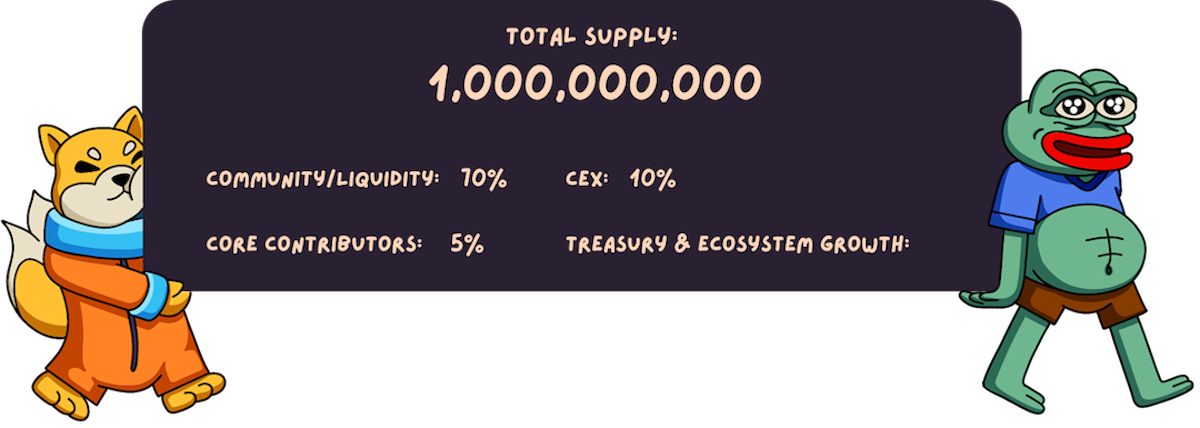 TOTAL SUPPLY:
1,000,000,000
COMMUNITY/LIQUIDITY: 70% CEX: 10%
CORE CONTRIBUTORS: 5% TREASURY & ECOSYSTEM GROWTH: